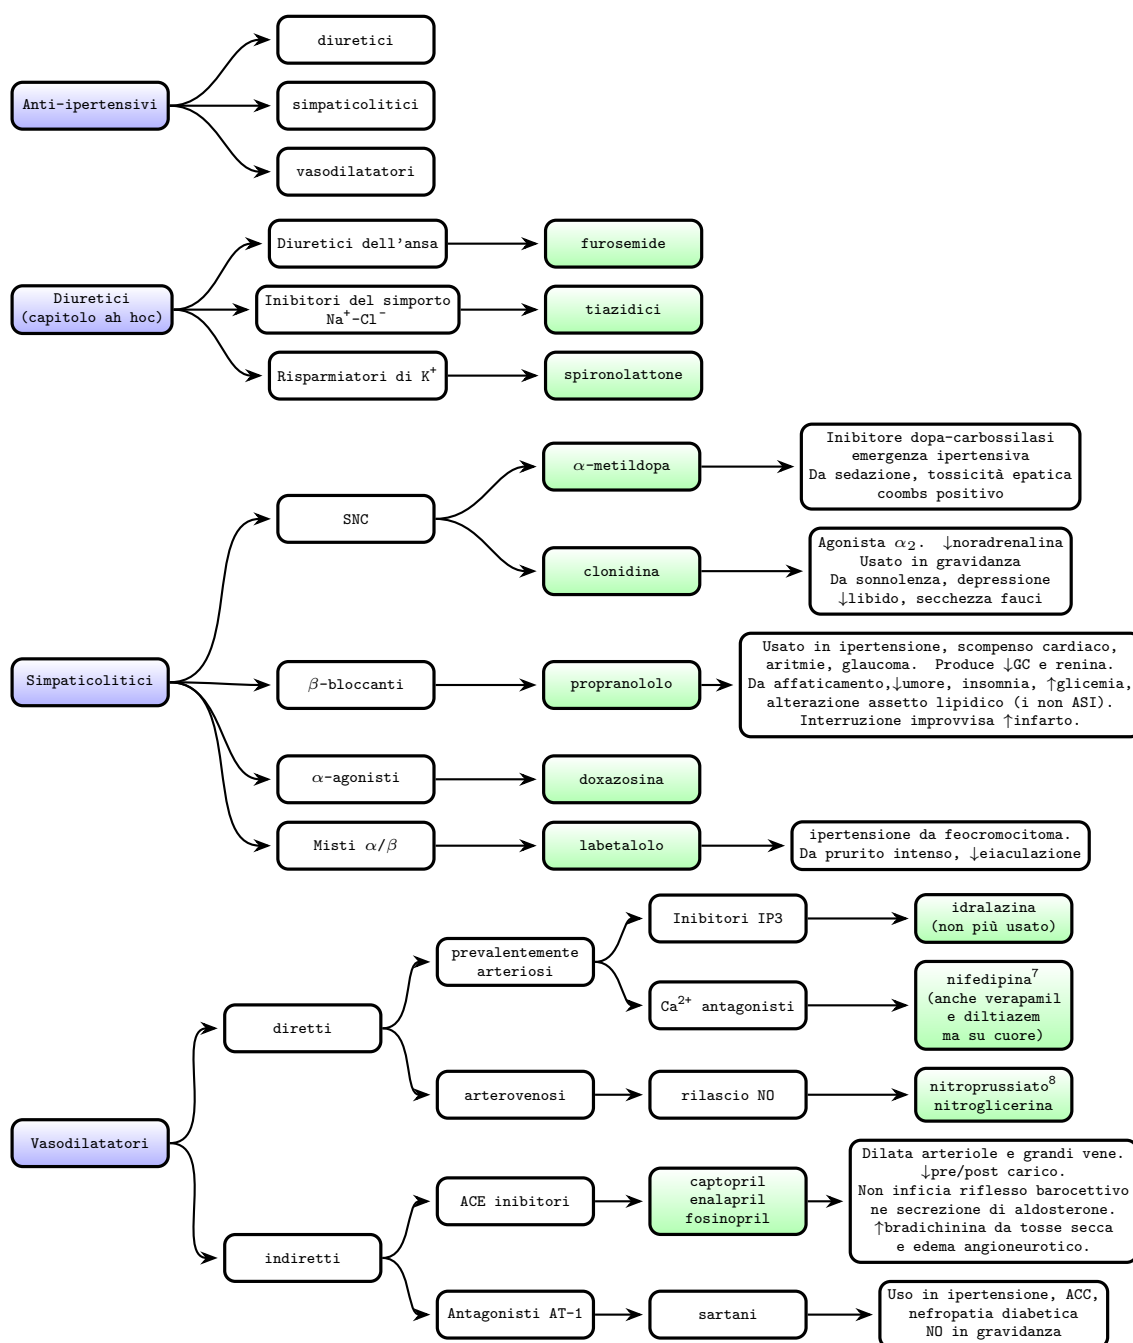 Anti-ipertensivi
diuretici
simpaticolitici
vasodilatatori
Diuretici
(capitolo ah hoc)
Diuretici dell'ansa
furosemide
Inibitori del simporto
Na⁺-Cl⁻
tiazidici
Risparmiatori di K⁺
spironolattone
Simpaticolitici
SNC
α-metildopa
Inibitore dopa-carbossilasi
emergenza ipertensiva
Da sedazione, tossicità epatica
coombs positivo
clonidina
Agonista α₂. ↓noradrenalina
Usato in gravidanza
Da sonnolenza, depressione
↓libido, secchezza fauci
β-bloccanti
propranololo
Usato in ipertensione, scompenso cardiaco,
aritmie, glaucoma. Produce ↓GC e renina.
Da affaticamento,↓umore, insomnia, ↑glicemia,
alterazione assetto lipidico (i non ASI).
Interruzione improvvisa ↑infarto.
α-agonisti
doxazosina
Misti α/β
labetalolo
ipertensione da feocromocitoma.
Da prurito intenso, ↓eiaculazione
Vasodilatatori
diretti
prevalentemente
arteriosi
Inibitori IP3
idralazina
(non più usato)
Ca²⁺ antagonisti
nifedipina⁷
(anche verapamil
e diltiazem
ma su cuore)
arterovenosi
rilascio NO
nitroprussiato⁸
nitroglicerina
indiretti
ACE inibitori
captopril
enalapril
fosinopril
Dilata arteriole e grandi vene.
↓pre/post carico.
Non inficia riflesso barocettivo
ne secrezione di aldosterone.
↑bradichinina da tosse secca
e edema angioneurotico.
Antagonisti AT-1
sartani
Uso in ipertensione, ACC,
nefropatia diabetica
NO in gravidanza